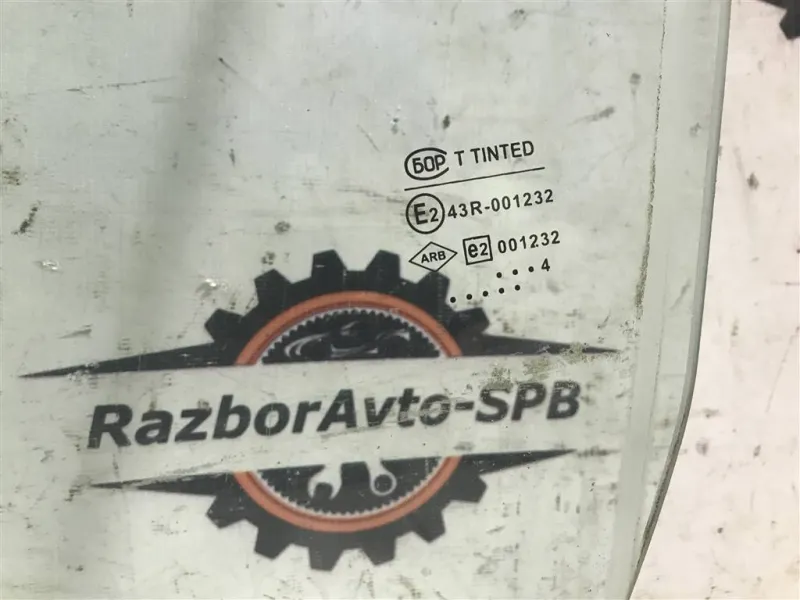 БОР T TINTED
E2 43R-001232
ARB e2 001232
. . . 4
. . . . .
RazborAvto-SPB